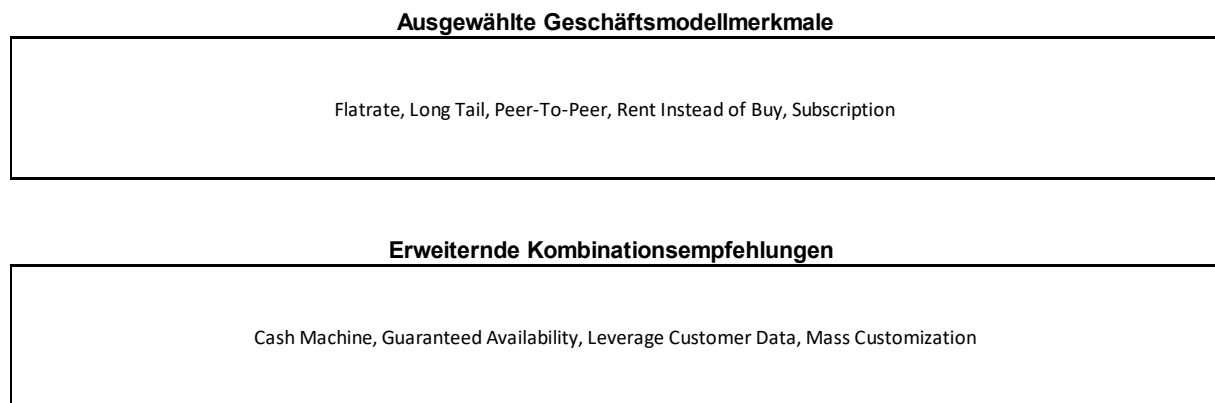 Ausgewählte Geschäftsmodellmerkmale
Flatrate, Long Tail, Peer-To-Peer, Rent Instead of Buy, Subscription
Erweiternde Kombinationsempfehlungen
Cash Machine, Guaranteed Availability, Leverage Customer Data, Mass Customization